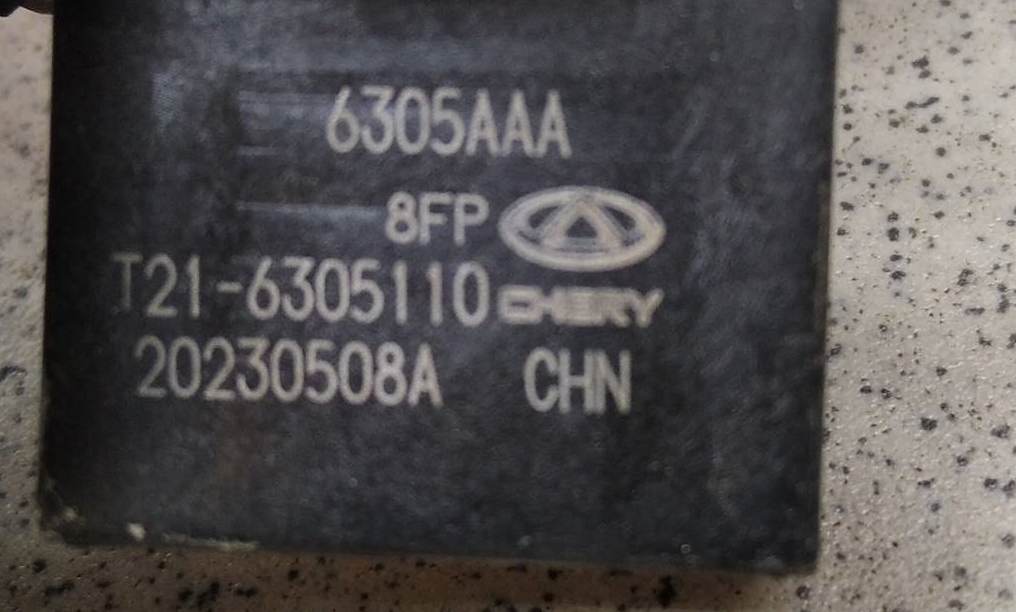 6305AAA
8FP
T21-6305110 CHERY
20230508A CHN